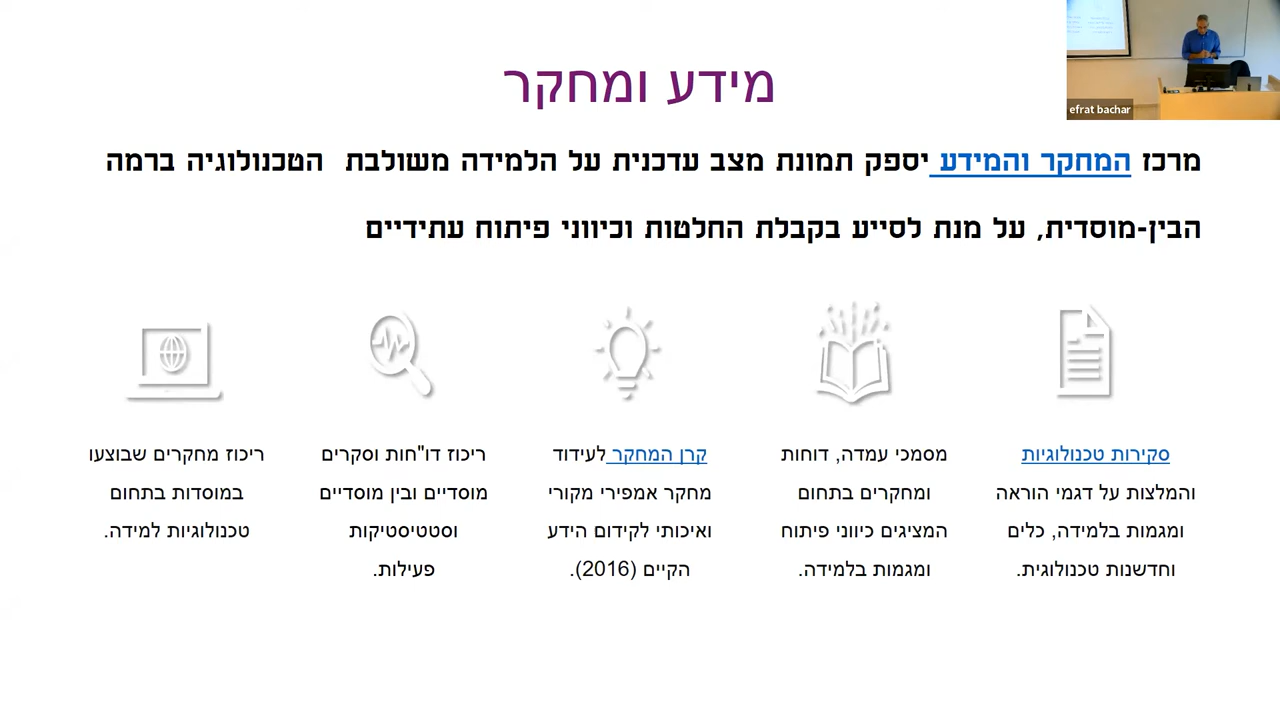 מידע ומחקר
מרכז המחקר והמידע יספק תמונת מצב עדכנית על הלמידה משולבת הטכנולוגיה ברמה
הבין-מוסדית, על מנת לסייע בקבלת החלטות וכיווני פיתוח עתידיים
סקירות טכנולוגיות
והמלצות על דגמי הוראה
ומגמות בלמידה, כלים
וחדשנות טכנולוגית.
מסמכי עמדה, דוחות
ומחקרים בתחום
המציגים כיווני פיתוח
ומגמות בלמידה.
קרן המחקר לעידוד
מחקר אמפירי מקורי
ואיכותי לקידום הידע
הקיים (2016).
ריכוז דו"חות וסקרים
מוסדיים ובין מוסדיים
וסטטיסטיקות
פעילות.
ריכוז מחקרים שבוצעו
במוסדות בתחום
טכנולוגיות למידה.
efrat bachar